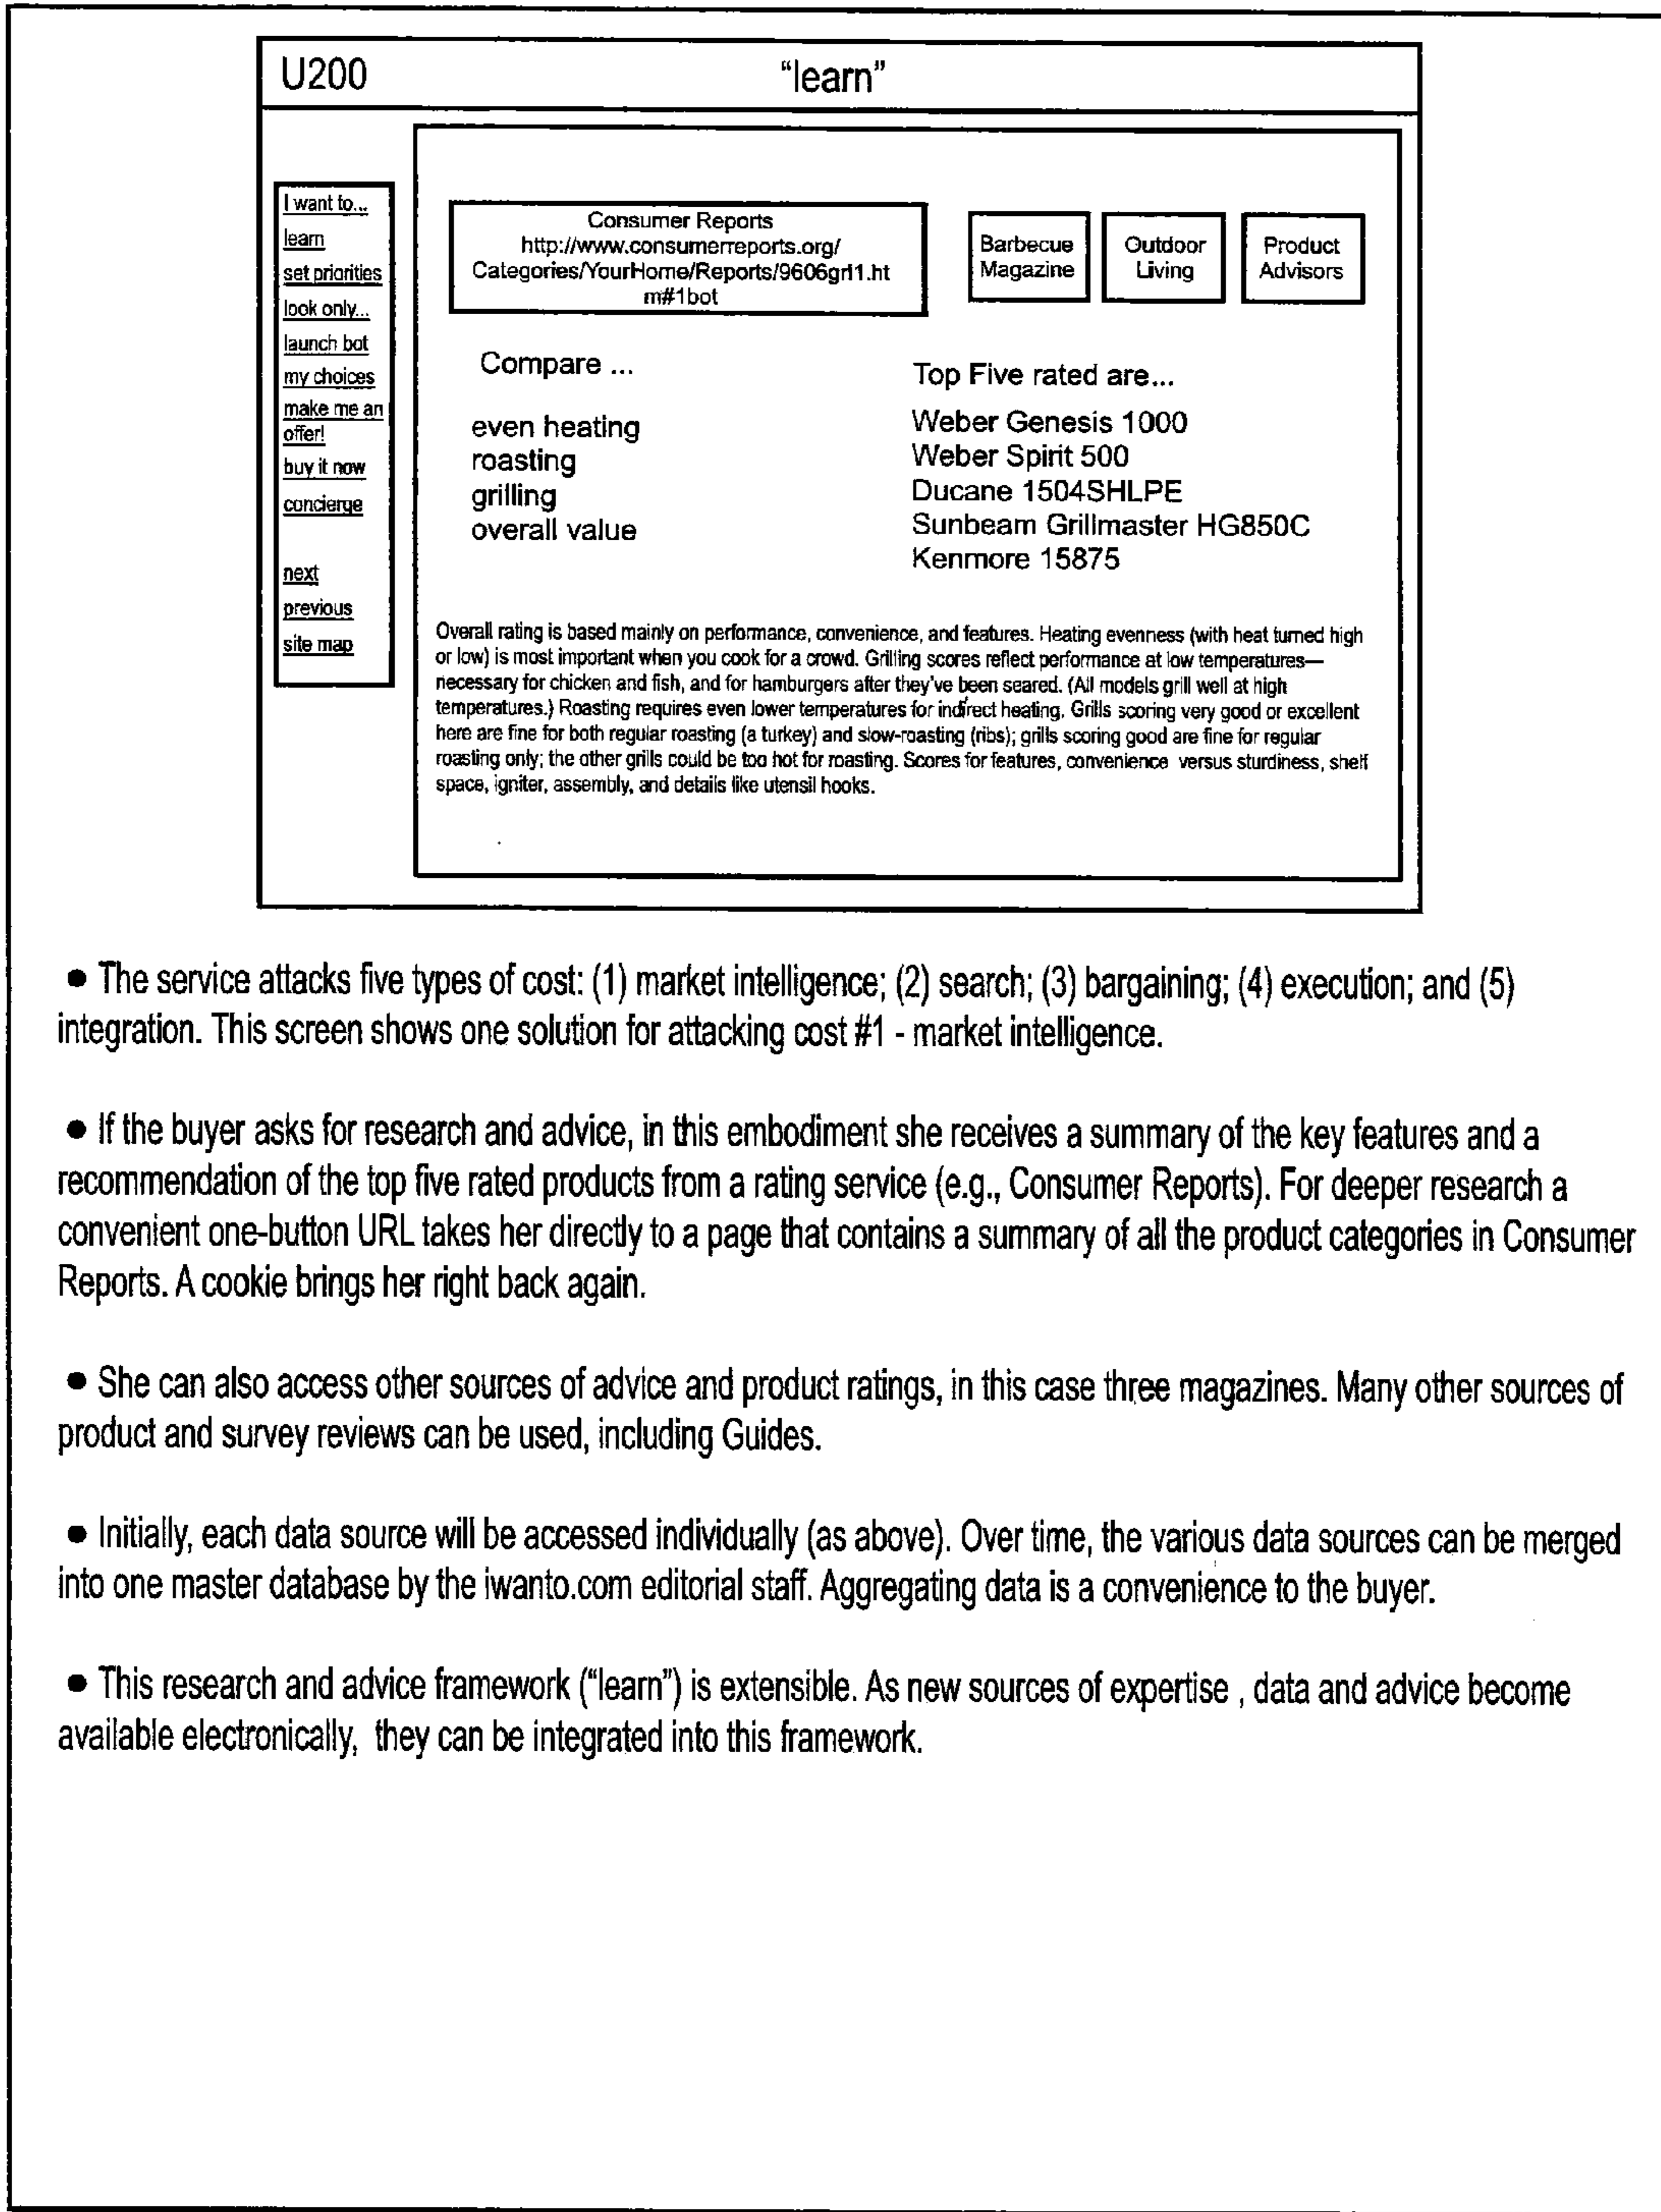 U200
"learn"
I want to...
learn
set priorities
look only...
launch bot
my choices
make me an
offer!
buy it now
concierge
next
previous
site map
Consumer Reports
http://www.consumerreports.org/
Categories/YourHome/Reports/9606grl1.ht
m#1bot
Barbecue
Magazine
Outdoor
Living
Product
Advisors
Compare ...
even heating
roasting
grilling
overall value
Top Five rated are...
Weber Genesis 1000
Weber Spirit 500
Ducane 1504SHLPE
Sunbeam Grillmaster HG850C
Kenmore 15875
Overall rating is based mainly on performance, convenience, and features. Heating evenness (with heat turned high
or low) is most important when you cook for a crowd. Grilling scores reflect performance at low temperatures—
necessary for chicken and fish, and for hamburgers after they've been seared. (All models grill well at high
temperatures.) Roasting requires even lower temperatures for indirect heating. Grills scoring very good or excellent
here are fine for both regular roasting (a turkey) and slow-roasting (ribs); grills scoring good are fine for regular
roasting only; the other grills could be too hot for roasting. Scores for features, convenience versus sturdiness, shelf
space, igniter, assembly, and details like utensil hooks.
● The service attacks five types of cost: (1) market intelligence; (2) search; (3) bargaining; (4) execution; and (5)
integration. This screen shows one solution for attacking cost #1 - market intelligence.
● If the buyer asks for research and advice, in this embodiment she receives a summary of the key features and a
recommendation of the top five rated products from a rating service (e.g., Consumer Reports). For deeper research a
convenient one-button URL takes her directly to a page that contains a summary of all the product categories in Consumer
Reports. A cookie brings her right back again.
● She can also access other sources of advice and product ratings, in this case three magazines. Many other sources of
product and survey reviews can be used, including Guides.
● Initially, each data source will be accessed individually (as above). Over time, the various data sources can be merged
into one master database by the iwanto.com editorial staff. Aggregating data is a convenience to the buyer.
● This research and advice framework ("learn") is extensible. As new sources of expertise , data and advice become
available electronically, they can be integrated into this framework.